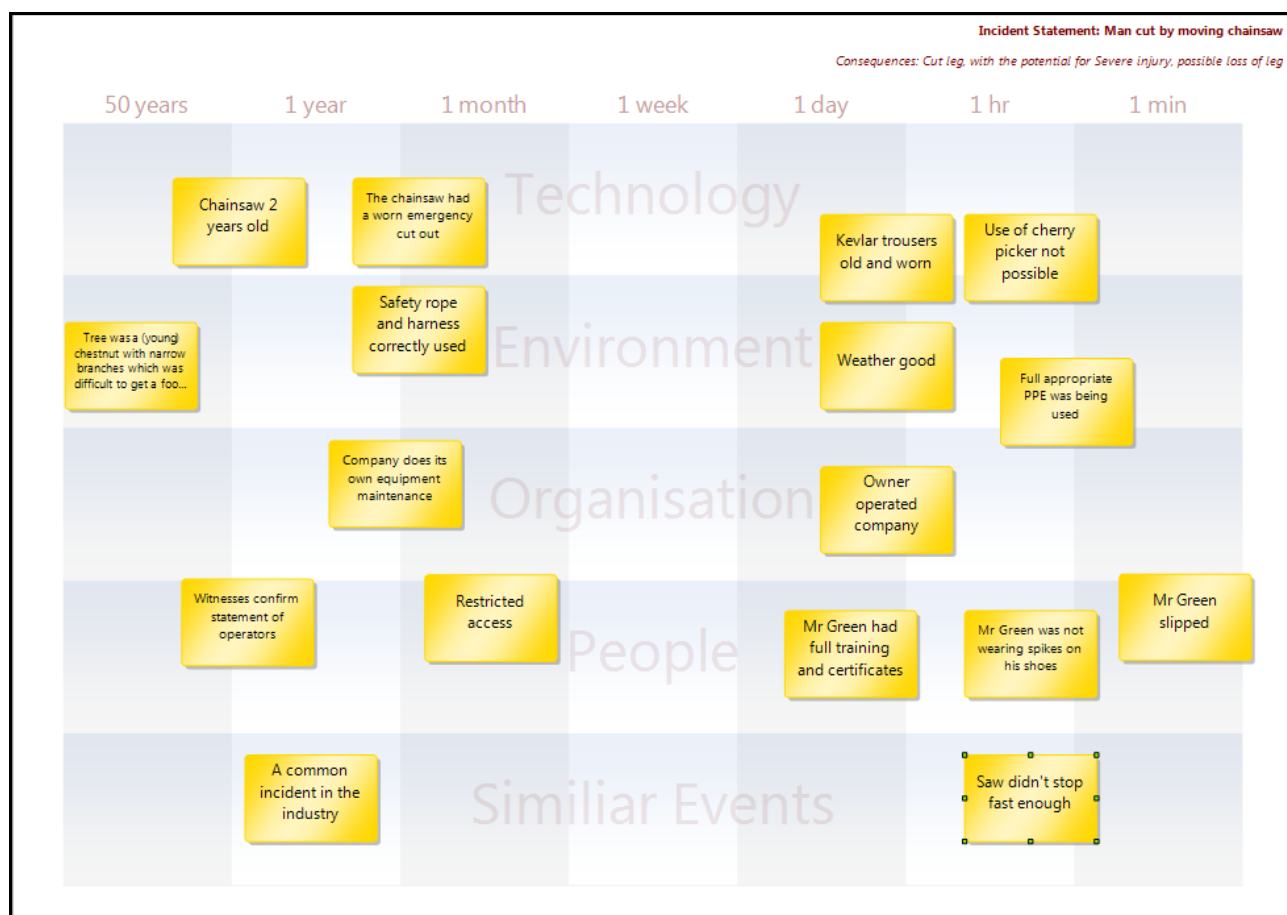 Incident Statement: Man cut by moving chainsaw
Consequences: Cut leg, with the potential for Severe injury, possible loss of leg
50 years
1 year
1 month
1 week
1 day
1 hr
1 min
Technology
Chainsaw 2
years old
The chainsaw had
a worn emergency
cut out
Kevlar trousers
old and worn
Use of cherry
picker not
possible
Environment
Tree was a (young)
chestnut with narrow
branches which was
difficult to get a foo...
Safety rope
and harness
correctly used
Weather good
Full appropriate
PPE was being
used
Organisation
Company does its
own equipment
maintenance
Owner
operated
company
People
Witnesses confirm
statement of
operators
Restricted
access
Mr Green had
full training
and certificates
Mr Green was not
wearing spikes on
his shoes
Mr Green
slipped
Similiar Events
A common
incident in the
industry
Saw didn't stop
fast enough